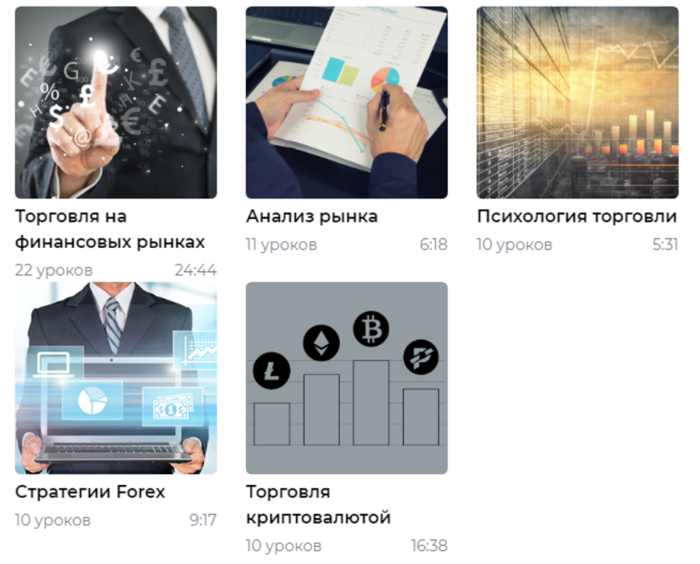 Торговля на
финансовых рынках
22 уроков 24:44
Анализ рынка
11 уроков 6:18
Психология торговли
10 уроков 5:31
Стратегии Forex
10 уроков 9:17
Торговля
криптовалютой
10 уроков 16:38